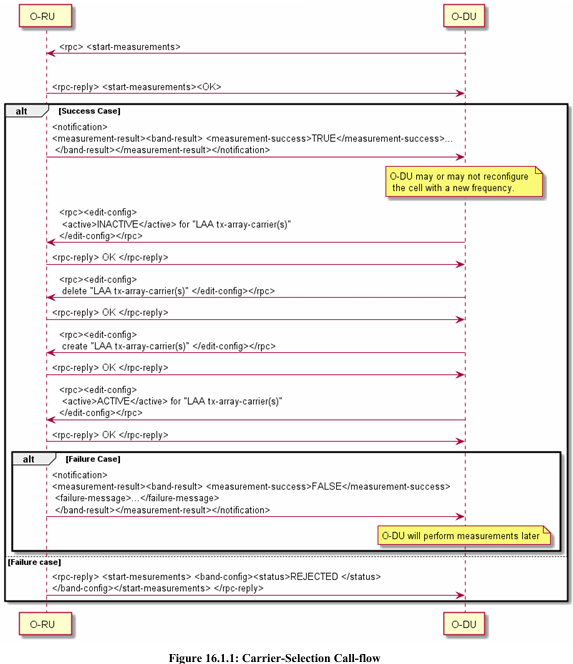 O-RU
O-DU
<rpc> <start-measurements>
<rpc-reply> <start-measurements><OK>
alt
[Success Case]
<notification>
<measurement-result><band-result> <measurement-success>TRUE</measurement-success>...
</band-result></measurement-result></notification>
O-DU may or may not reconfigure
the cell with a new frequency.
<rpc><edit-config>
<active>INACTIVE</active> for "LAA tx-array-carrier(s)"
</edit-config></rpc>
<rpc-reply> OK </rpc-reply>
<rpc><edit-config>
delete "LAA tx-array-carrier(s)" </edit-config></rpc>
<rpc-reply> OK </rpc-reply>
<rpc><edit-config>
create "LAA tx-array-carrier(s)" </edit-config></rpc>
<rpc-reply> OK </rpc-reply>
<rpc><edit-config>
<active>ACTIVE</active> for "LAA tx-array-carrier(s)"
</edit-config></rpc>
<rpc-reply> OK </rpc-reply>
alt
[Failure Case]
<notification>
<measurement-result><band-result> <measurement-success>FALSE</measurement-success>
<failure-message>...</failure-message>
</band-result></measurement-result></notification>
O-DU will perform measurements later
[Failure case]
<rpc-reply> <start-mesurements> <band-config><status>REJECTED </status>
</band-config></start-measurements> </rpc-reply>
O-RU
O-DU
Figure 16.1.1: Carrier-Selection Call-flow